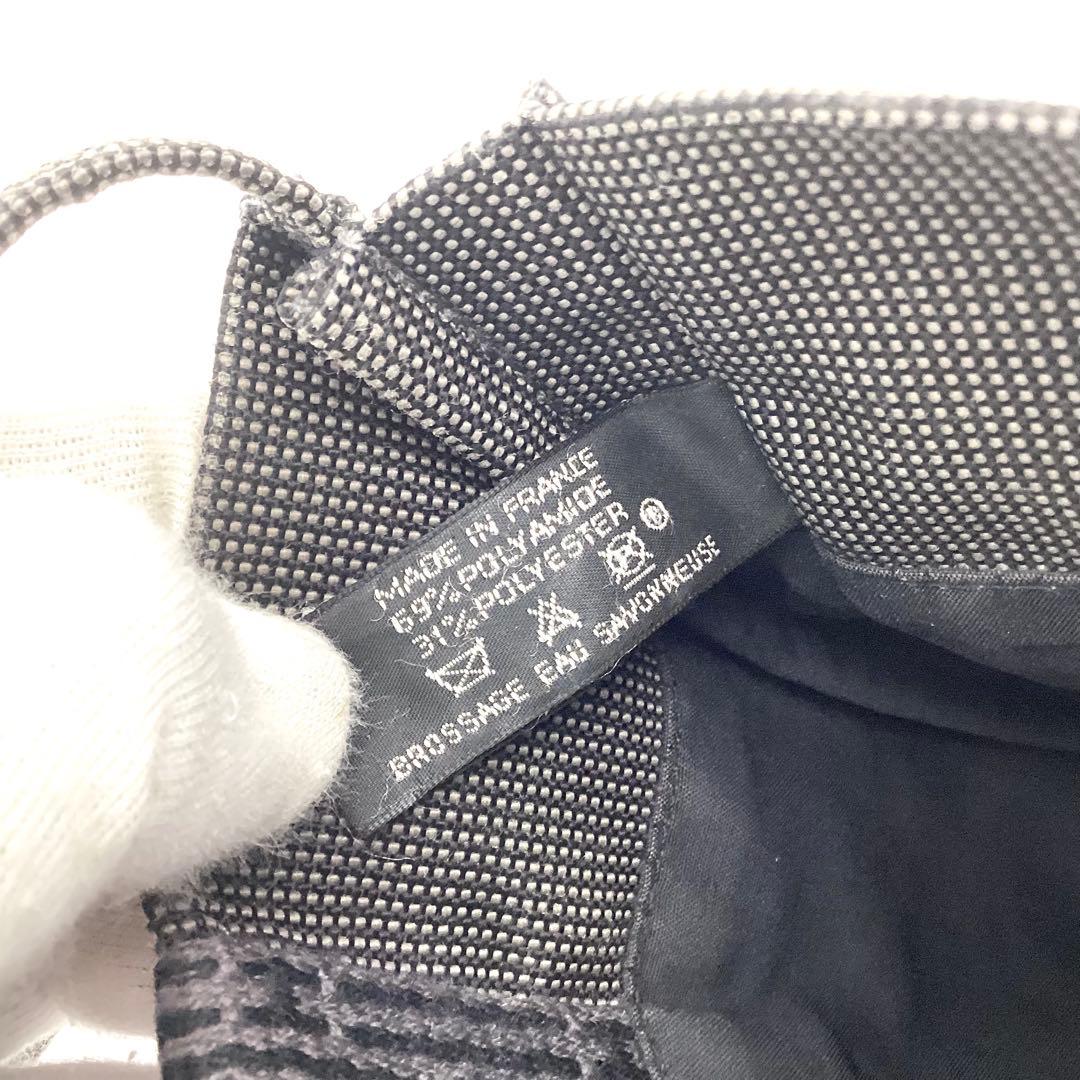 MADE IN FRANCE
69% POLYAMIDE
31% POLYESTER ®
BROSSAGE EAU SAVONNEUSE